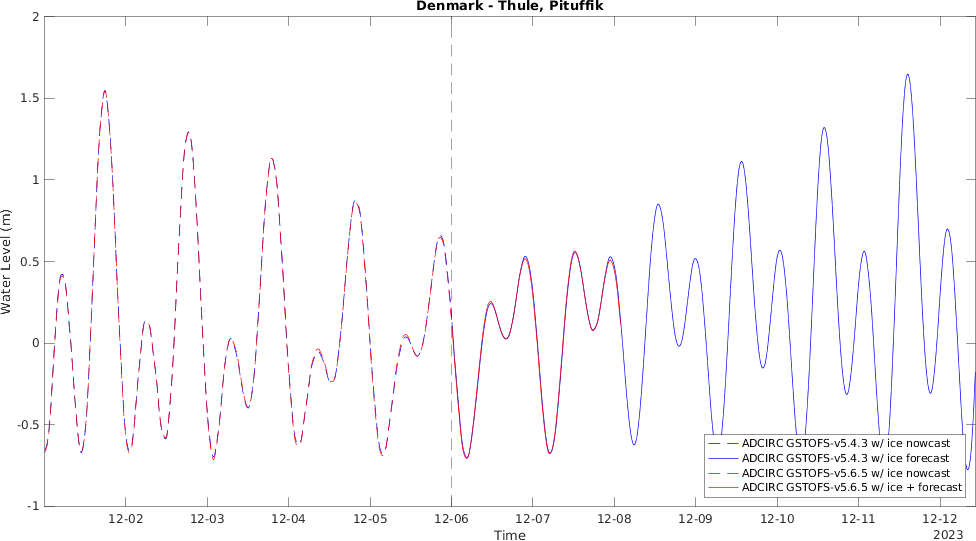 Denmark - Thule, Pituffik
2
1.5
1
0.5
0
-0.5
-1
Water Level (m)
12-02 12-03 12-04 12-05 12-06 12-07 12-08 12-09 12-10 12-11 12-12
2023
Time
ADCIRC GSTOFS-v5.4.3 w/ ice nowcast
ADCIRC GSTOFS-v5.4.3 w/ ice forecast
ADCIRC GSTOFS-v5.6.5 w/ ice nowcast
ADCIRC GSTOFS-v5.6.5 w/ ice + forecast